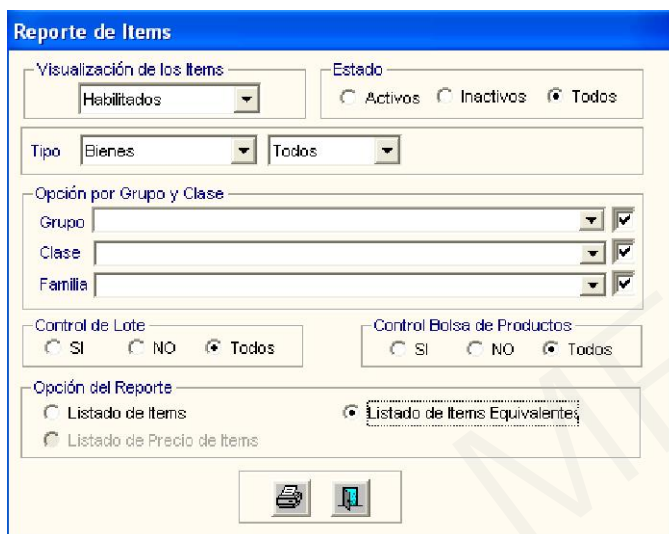 Reporte de Items
Visualización de los Items
Estado
Habilitados
Activos Inactivos Todos
Tipo Bienes Todos
Opción por Grupo y Clase
Grupo
Clase
Familia
Control de Lote
Control Bolsa de Productos
SI NO Todos
SI NO Todos
Opción del Reporte
Listado de Items
Listado de Items Equivalentes
Listado de Precio de Items